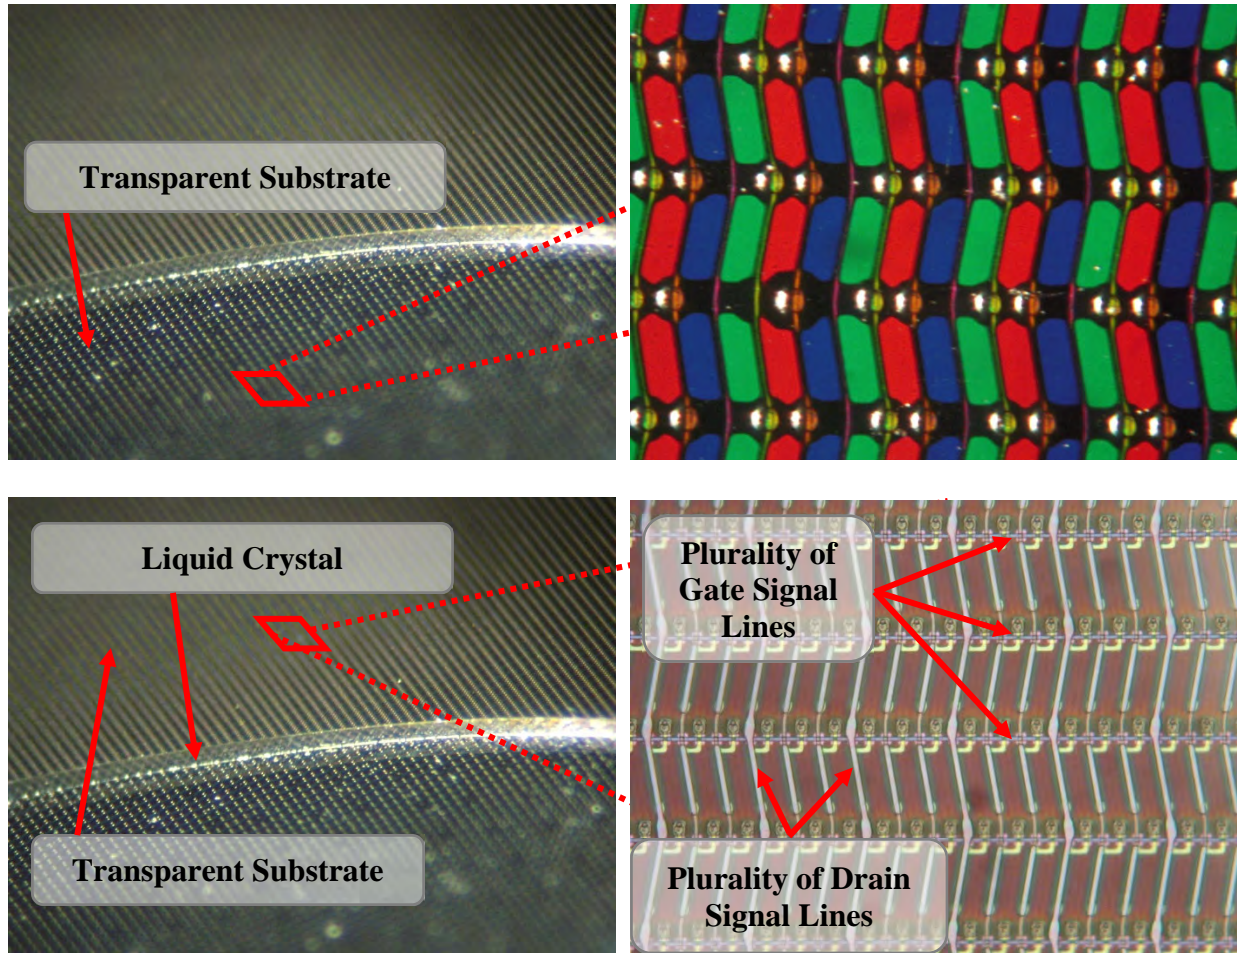 Transparent Substrate
Liquid Crystal
Transparent Substrate
Plurality of
Gate Signal
Lines
Plurality of Drain
Signal Lines